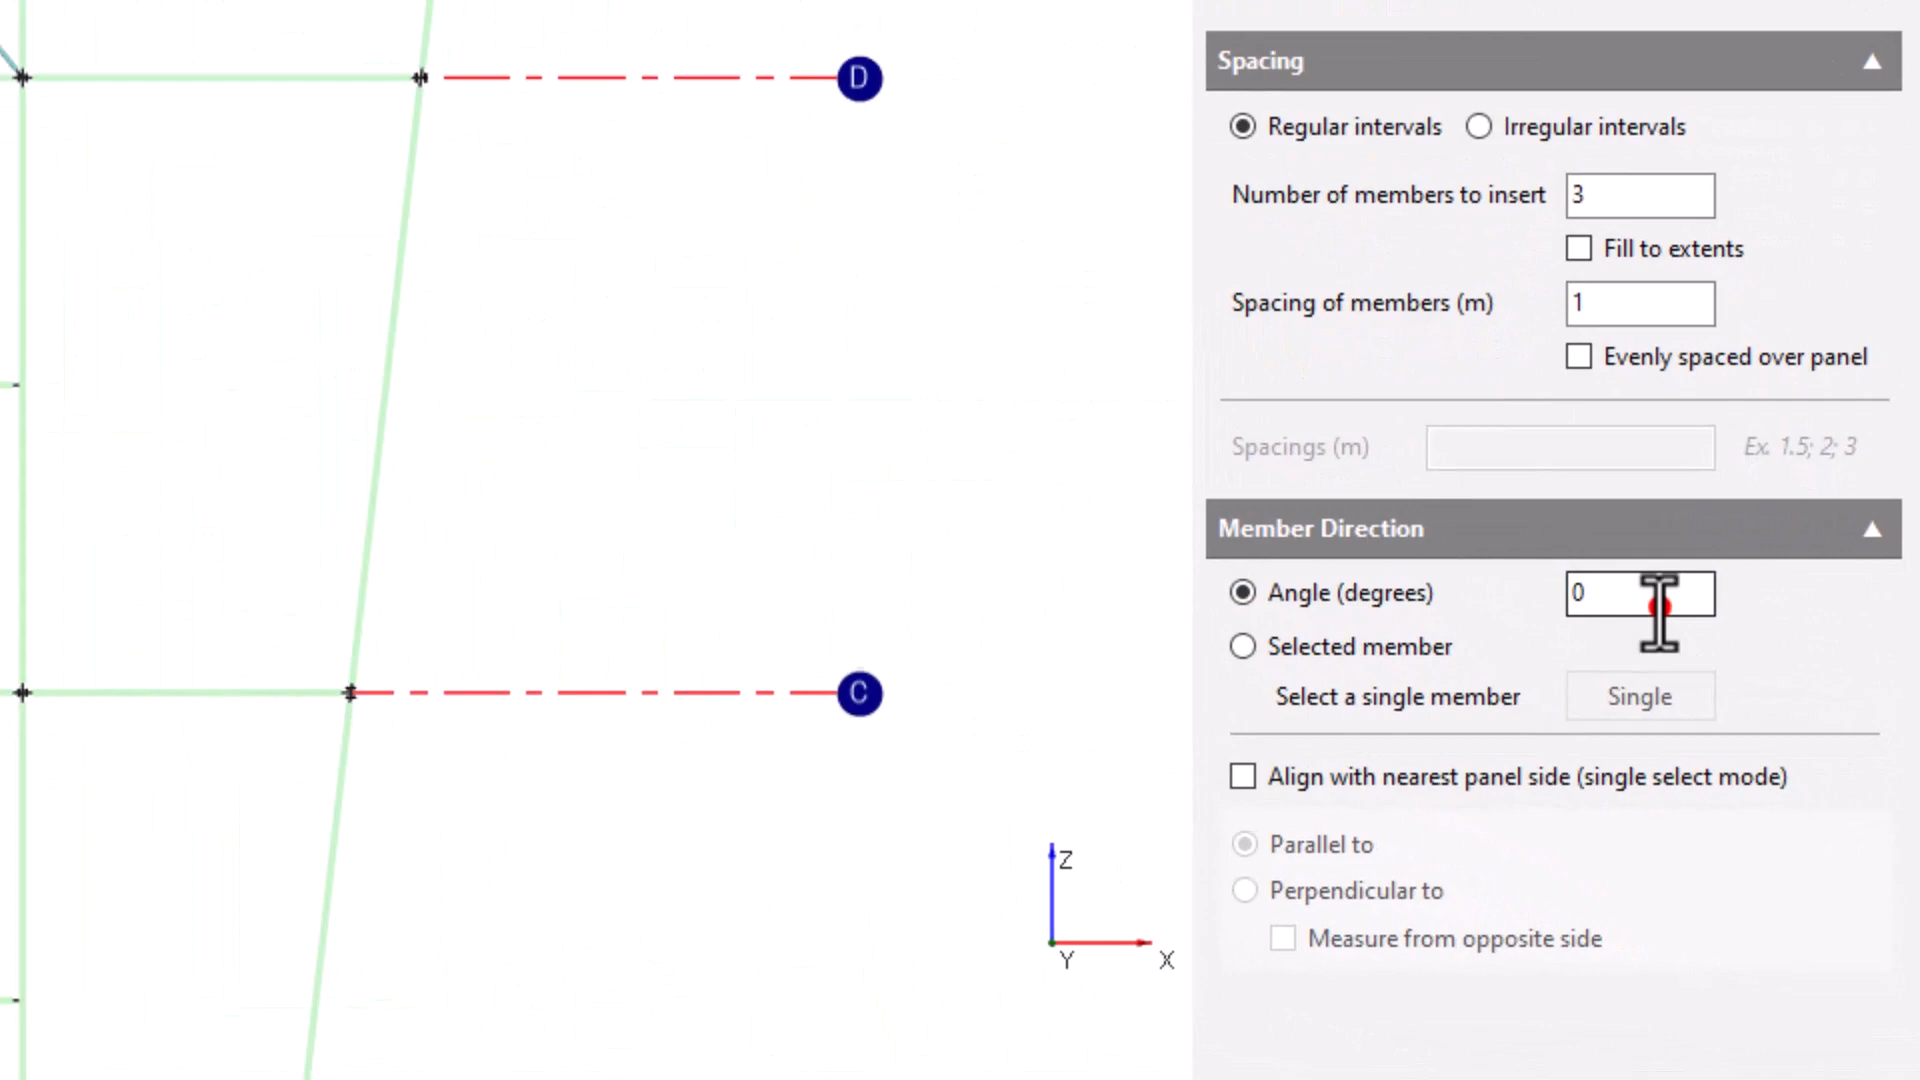 D
C
Z
Y
X
Spacing
Regular intervals
Irregular intervals
Number of members to insert
3
Fill to extents
Spacing of members (m)
1
Evenly spaced over panel
Spacings (m)
Ex. 1.5; 2; 3
Member Direction
Angle (degrees)
0
Selected member
Select a single member
Single
Align with nearest panel side (single select mode)
Parallel to
Perpendicular to
Measure from opposite side